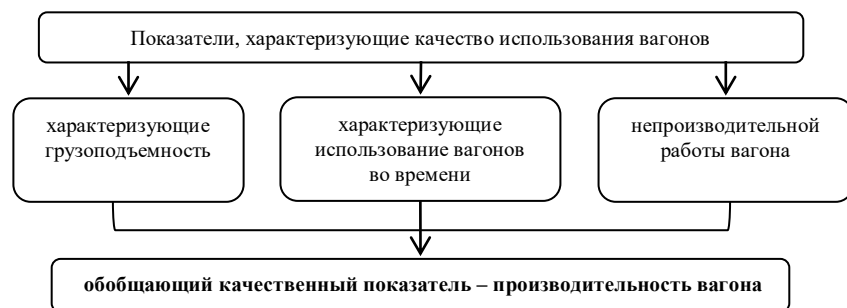 Показатели, характеризующие качество использования вагонов
характеризующие
грузоподъемность
характеризующие
использование вагонов
во времени
непроизводительной
работы вагона
обобщающий качественный показатель – производительность вагона